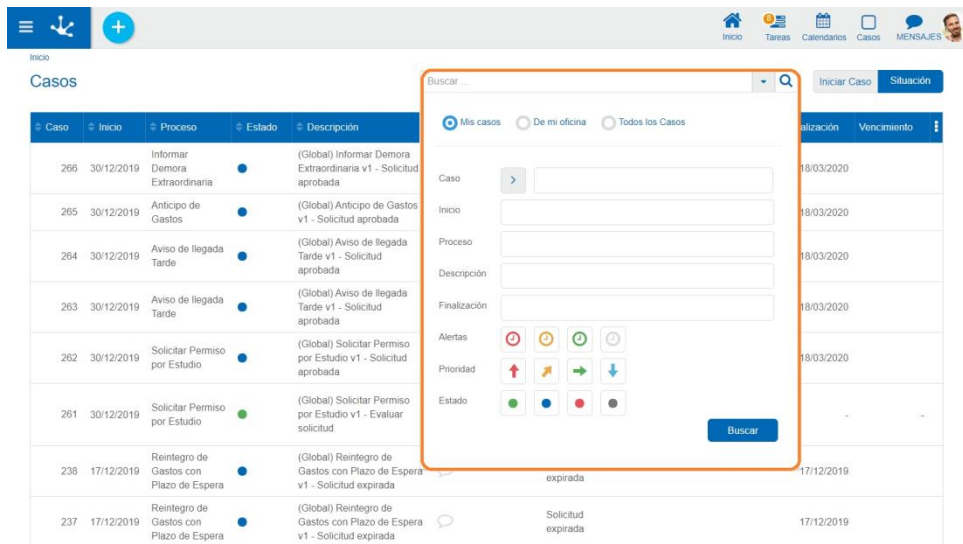 Inicio
Tareas
Calendarios
Casos
MENSAJES
Inicio
Casos
Buscar ...
Iniciar Caso
Situación
Caso Inicio Proceso Estado Descripción
alización Vencimiento
Mis casos De mi oficina Todos los Casos
Caso
Inicio
Proceso
Descripción
Finalización
Alertas
Prioridad
Estado
Buscar
266 30/12/2019 Informar
Demora
Extraordinaria
(Global) Informar Demora
Extraordinaria v1 - Solicitud
aprobada
18/03/2020
265 30/12/2019 Anticipo de
Gastos
(Global) Anticipo de Gastos
v1 - Solicitud aprobada
18/03/2020
264 30/12/2019 Aviso de llegada
Tarde
(Global) Aviso de llegada
Tarde v1 - Solicitud
aprobada
18/03/2020
263 30/12/2019 Aviso de llegada
Tarde
(Global) Aviso de llegada
Tarde v1 - Solicitud
aprobada
18/03/2020
262 30/12/2019 Solicitar Permiso
por Estudio
(Global) Solicitar Permiso
por Estudio v1 - Solicitud
aprobada
18/03/2020
261 30/12/2019 Solicitar Permiso
por Estudio
(Global) Solicitar Permiso
por Estudio v1 - Evaluar
solicitud
- -
238 17/12/2019 Reintegro de
Gastos con
Plazo de Espera
(Global) Reintegro de
Gastos con Plazo de Espera
v1 - Solicitud expirada
expirada
17/12/2019
237 17/12/2019 Reintegro de
Gastos con
Plazo de Espera
(Global) Reintegro de
Gastos con Plazo de Espera
v1 - Solicitud expirada
Solicitud
expirada
17/12/2019